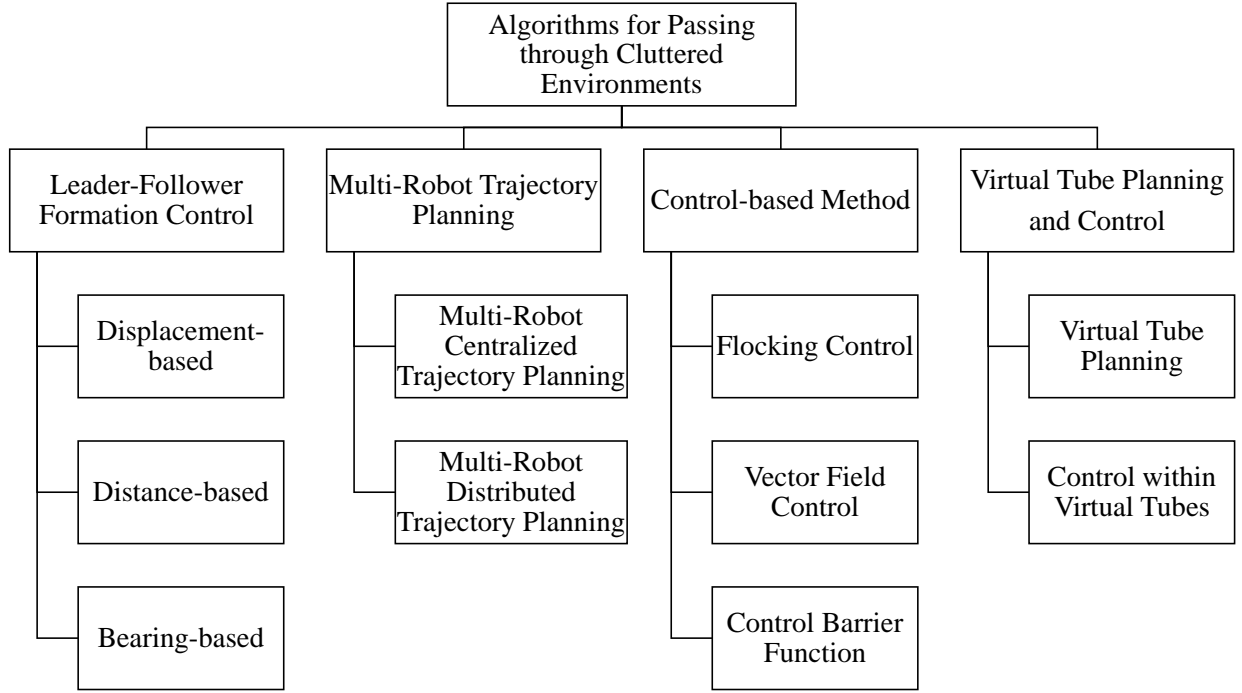 Algorithms for Passing
through Cluttered
Environments
Leader-Follower
Formation Control
Multi-Robot Trajectory
Planning
Control-based Method
Virtual Tube Planning
and Control
Displacement-
based
Multi-Robot
Centralized
Trajectory Planning
Flocking Control
Virtual Tube
Planning
Distance-based
Multi-Robot
Distributed
Trajectory Planning
Vector Field
Control
Control within
Virtual Tubes
Bearing-based
Control Barrier
Function